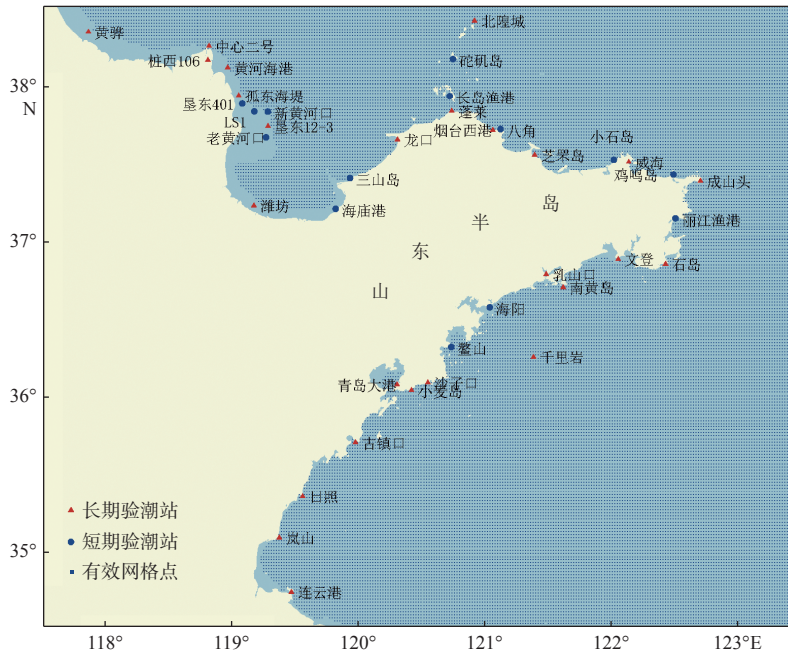 北隍城
黄骅
中心二号
桩西106
黄河海港
砣矶岛
38°
N
孤东海堤
长岛渔港
垦东401
新黄河口
蓬莱
LS1
垦东12-3
烟台西港
八角
小石岛
老黄河口
龙口
芝罘岛
威海
鸡鸣岛
三山岛
成山头
潍坊
海庙港
岛
丽江渔港
半
37°
东
文登
石岛
乳山口
山
南黄岛
海阳
鳌山
千里岩
36°
青岛大港
沙子口
小麦岛
古镇口
日照
长期验潮站
短期验潮站
岚山
35°
有效网格点
连云港
118°
119°
120°
121°
122°
123°E